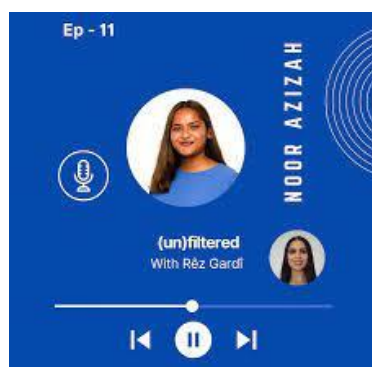 Ep - 11
NOOR AZIZAH
{un}filtered
With Rêz Gardî